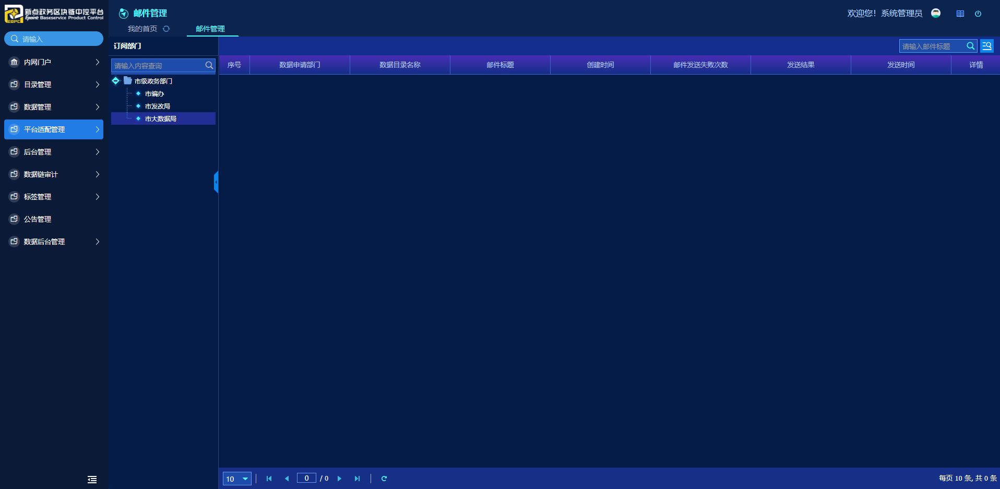 新点政务区块链中控平台
Epoint Baseservice Product Control
EBPC
请输入
内网门户
目录管理
数据管理
平台适配管理
后台管理
数据链审计
标签管理
公告管理
数据后台管理
邮件管理
欢迎您！系统管理员
我的首页
邮件管理
订阅部门
请输入内容查询
市级政务部门
市编办
市发改局
市大数据局
请输入邮件标题
序号 数据申请部门 数据目录名称 邮件标题 创建时间 邮件发送失败次数 发送结果 发送时间 详情
10 0 / 0
每页 10 条, 共 0 条